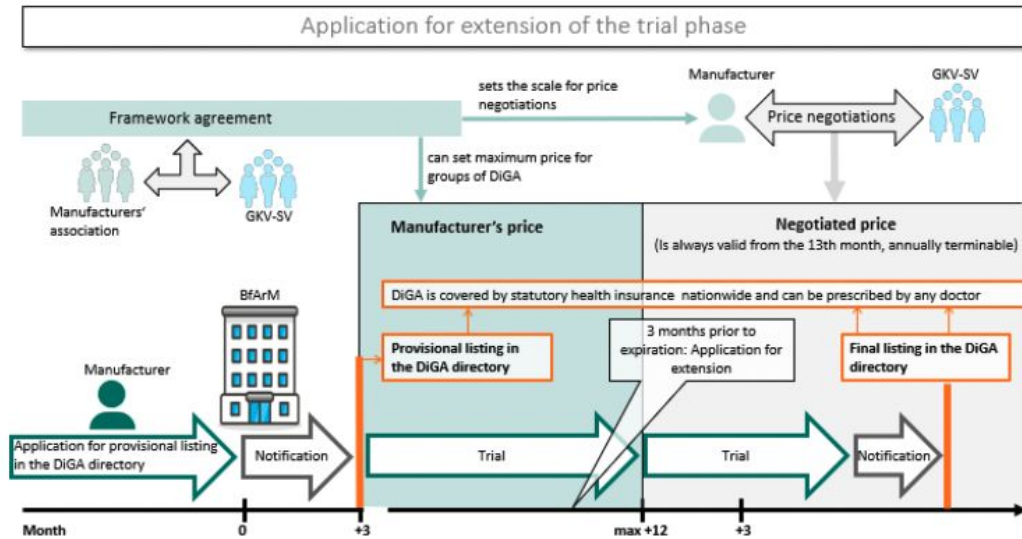 Application for extension of the trial phase
sets the scale for price
negotiations
Manufacturer
GKV-SV
Framework agreement
Price negotiations
can set maximum price for
groups of DiGA
Manufacturers'
association
GKV-SV
Manufacturer's price
Negotiated price
(Is always valid from the 13th month, annually terminable)
BfArM
DiGA is covered by statutory health insurance nationwide and can be prescribed by any doctor
3 months prior to
expiration: Application for
extension
Provisional listing in
the DiGA directory
Final listing in the DiGA
directory
Manufacturer
Application for provisional listing
in the DiGA directory
Notification
Trial
Trial
Notification
Month
0
+3
max +12
+3